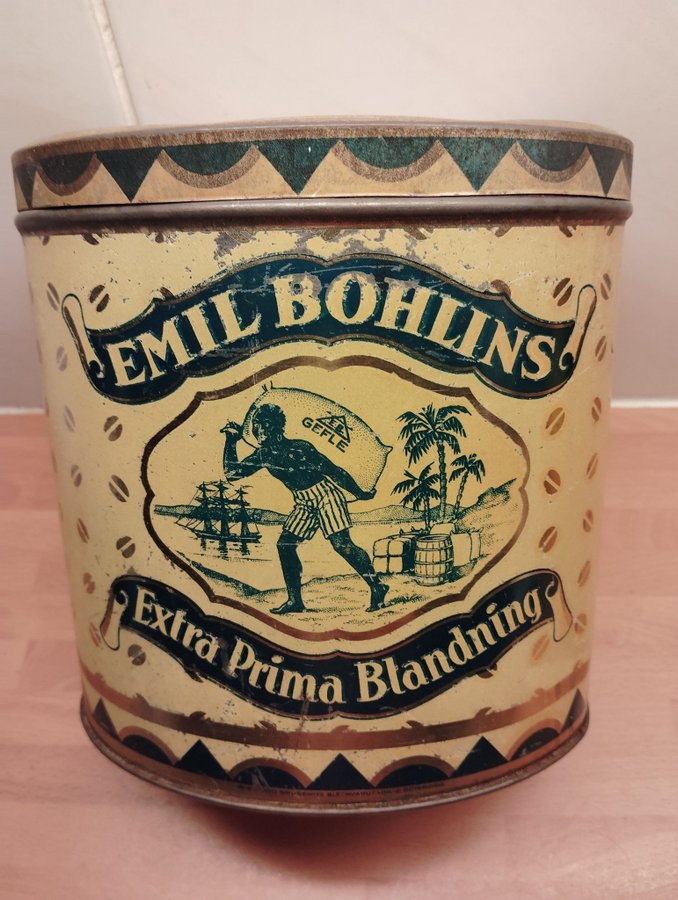 EMIL BOHLINS
E.B.
GEFLE
Extra Prima Blandning